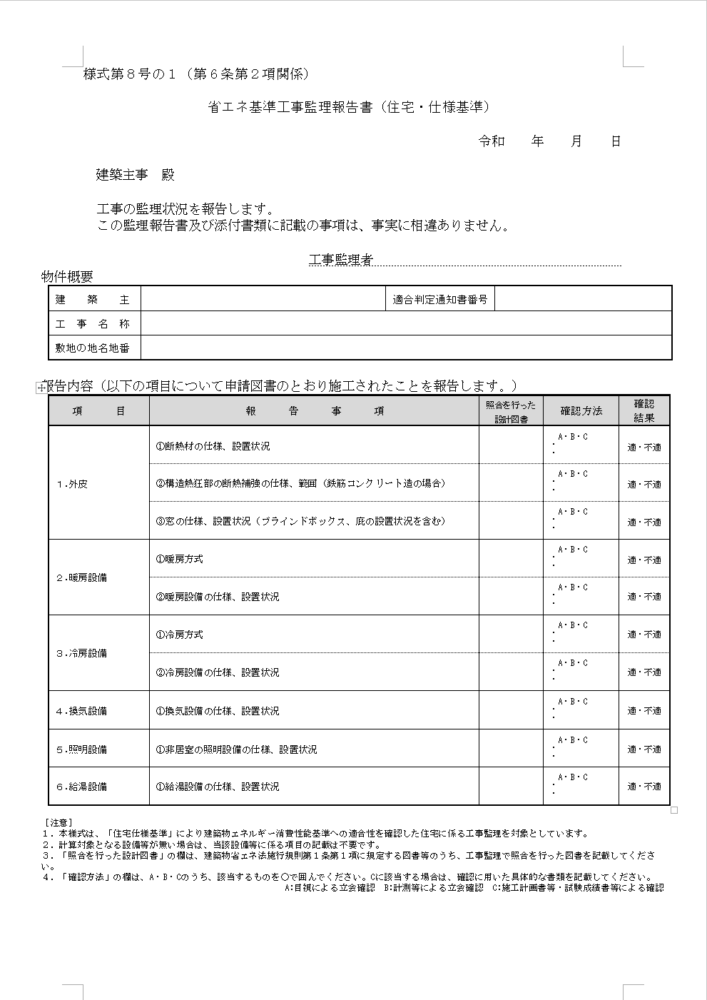 様式第８号の１（第６条第２項関係）
省エネ基準工事監理報告書（住宅・仕様基準）
令和　　年　　月　　日
建築主事　殿
工事の監理状況を報告します。
この監理報告書及び添付書類に記載の事項は、事実に相違ありません。
工事監理者
物件概要
建　築　主　適合判定通知書番号
工　事　名　称
敷地の地名地番
報告内容（以下の項目について申請図書のとおり施工されたことを報告します。）
項　　目　報　告　事　項　照合を行った設計図書　確認方法　確認結果
１.外皮
①断熱材の仕様、設置状況　A・B・C　適・不適
・
・
②構造熱狂部の断熱補強の仕様、範囲（鉄筋コンクリート造の場合）　A・B・C　適・不適
・
・
③窓の仕様、設置状況（ブラインドボックス、庇の設置状況を含む）　A・B・C　適・不適
・
・
２.暖房設備
①暖房方式　A・B・C　適・不適
・
・
②暖房設備の仕様、設置状況　A・B・C　適・不適
・
・
３.冷房設備
①冷房方式　A・B・C　適・不適
・
・
②冷房設備の仕様、設置状況　A・B・C　適・不適
・
・
４.換気設備　①換気設備の仕様、設置状況　A・B・C　適・不適
・
・
５.照明設備　①非居室の照明設備の仕様、設置状況　A・B・C　適・不適
・
・
６.給湯設備　①給湯設備の仕様、設置状況　A・B・C　適・不適
・
・
［注意］
１．本様式は、「住宅仕様基準」により建築物エネルギー消費性能基準への適合性を確認した住宅に係る工事監理を対象としています。
２．計算対象となる設備等が無い場合は、当該設備等に係る項目の記載は不要です。
３．「照合を行った設計図書」の欄は、建築物省エネ法施行規則第１条第１項に規定する図書等のうち、工事監理で照合を行った図書を記載してくださ
い。
４．「確認方法」の欄は、A・B・Cのうち、該当するものを○で囲んでください。Cに該当する場合は、確認に用いた具体的な書類を記載してください。
A:目視による立会確認　B:計測等による立会確認　C:施工計画書等・試験成績書等による確認